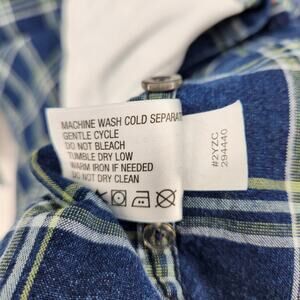 MACHINE WASH COLD SEPARAT
GENTLE CYCLE
DO NOT BLEACH
TUMBLE DRY LOW
WARM IRON IF NEEDED
DO NOT DRY CLEAN
#2YZC
294440